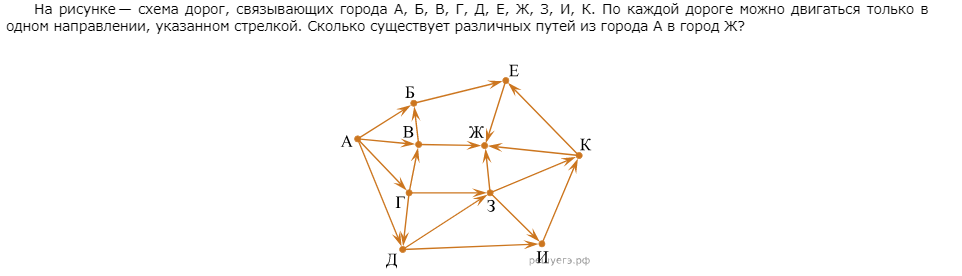 На рисунке — схема дорог, связывающих города А, Б, В, Г, Д, Е, Ж, З, И, К. По каждой дороге можно двигаться только в
одном направлении, указанном стрелкой. Сколько существует различных путей из города А в город Ж?
Е
Б
В
Ж
А
К
Г
З
Д
И
решуегэ.рф